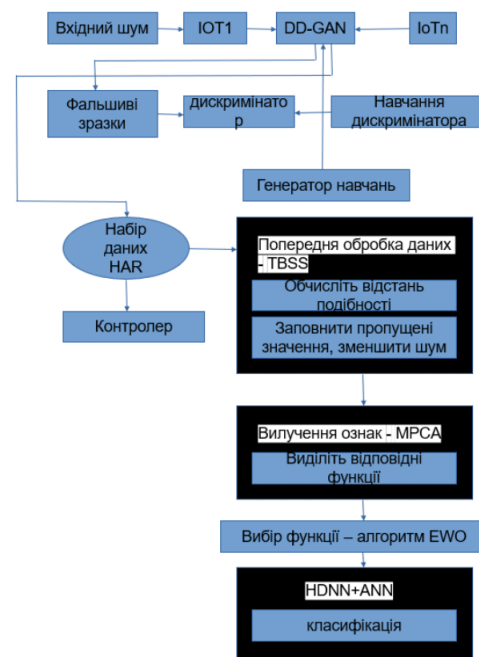 Вхідний шум
IOT1
DD-GAN
IoTn
Фальшиві
зразки
дискримінато
р
Навчання
дискримінатора
Генератор навчань
Набір
даних
HAR
Контролер
Попередня обробка даних
- TBSS
Обчисліть відстань
подібності
Заповнити пропущені
значення, зменшити шум
Вилучення ознак - MPCA
Виділіть відповідні
функції
Вибір функції – алгоритм EWO
HDNN+ANN
класифікація